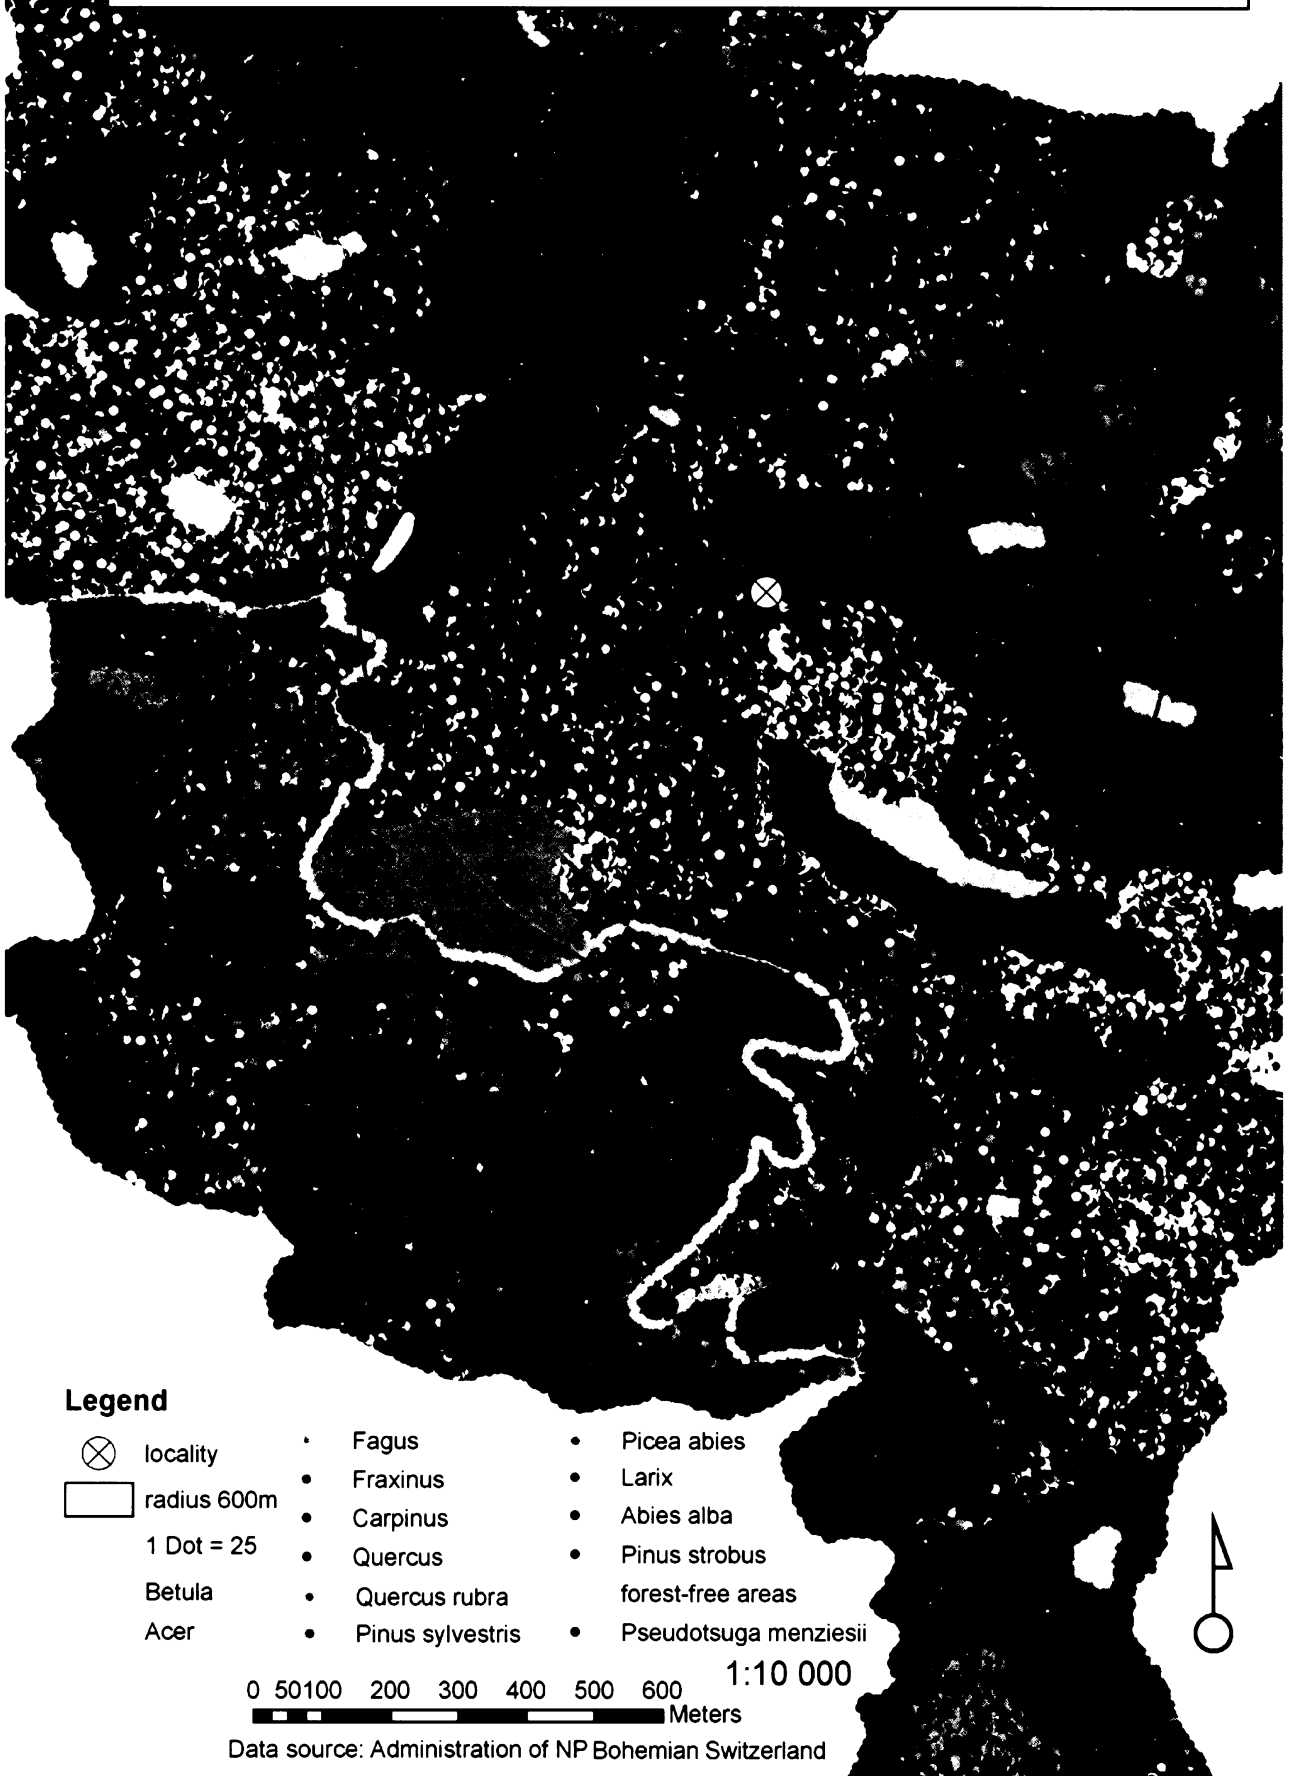 Legend
locality
radius 600m
1 Dot = 25
Betula
Acer
Fagus
Fraxinus
Carpinus
Quercus
Quercus rubra
Pinus sylvestris
Picea abies
Larix
Abies alba
Pinus strobus
forest-free areas
Pseudotsuga menziesii
1:10 000
0 50 100 200 300 400 500 600
Meters
Data source: Administration of NP Bohemian Switzerland